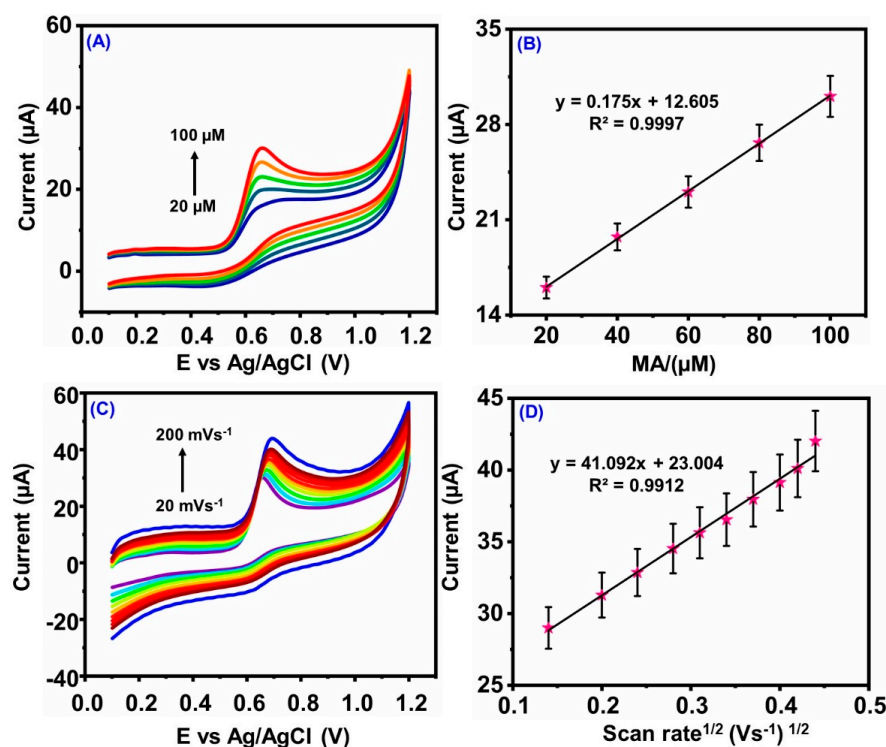 (A)
60
40
20
0
Current (µA)
100 µM
20 µM
0.0 0.2 0.4 0.6 0.8 1.0 1.2
E vs Ag/AgCl (V)
(B)
35
28
21
14
Current (µA)
y = 0.175x + 12.605
R² = 0.9997
20 40 60 80 100
MA/(µM)
(C)
60
40
20
0
-20
-40
Current (µA)
200 mVs⁻¹
20 mVs⁻¹
0.0 0.2 0.4 0.6 0.8 1.0 1.2
E vs Ag/AgCl (V)
(D)
45
40
35
30
25
Current (µA)
y = 41.092x + 23.004
R² = 0.9912
0.1 0.2 0.3 0.4 0.5
Scan rate¹/² (Vs⁻¹) ¹/²